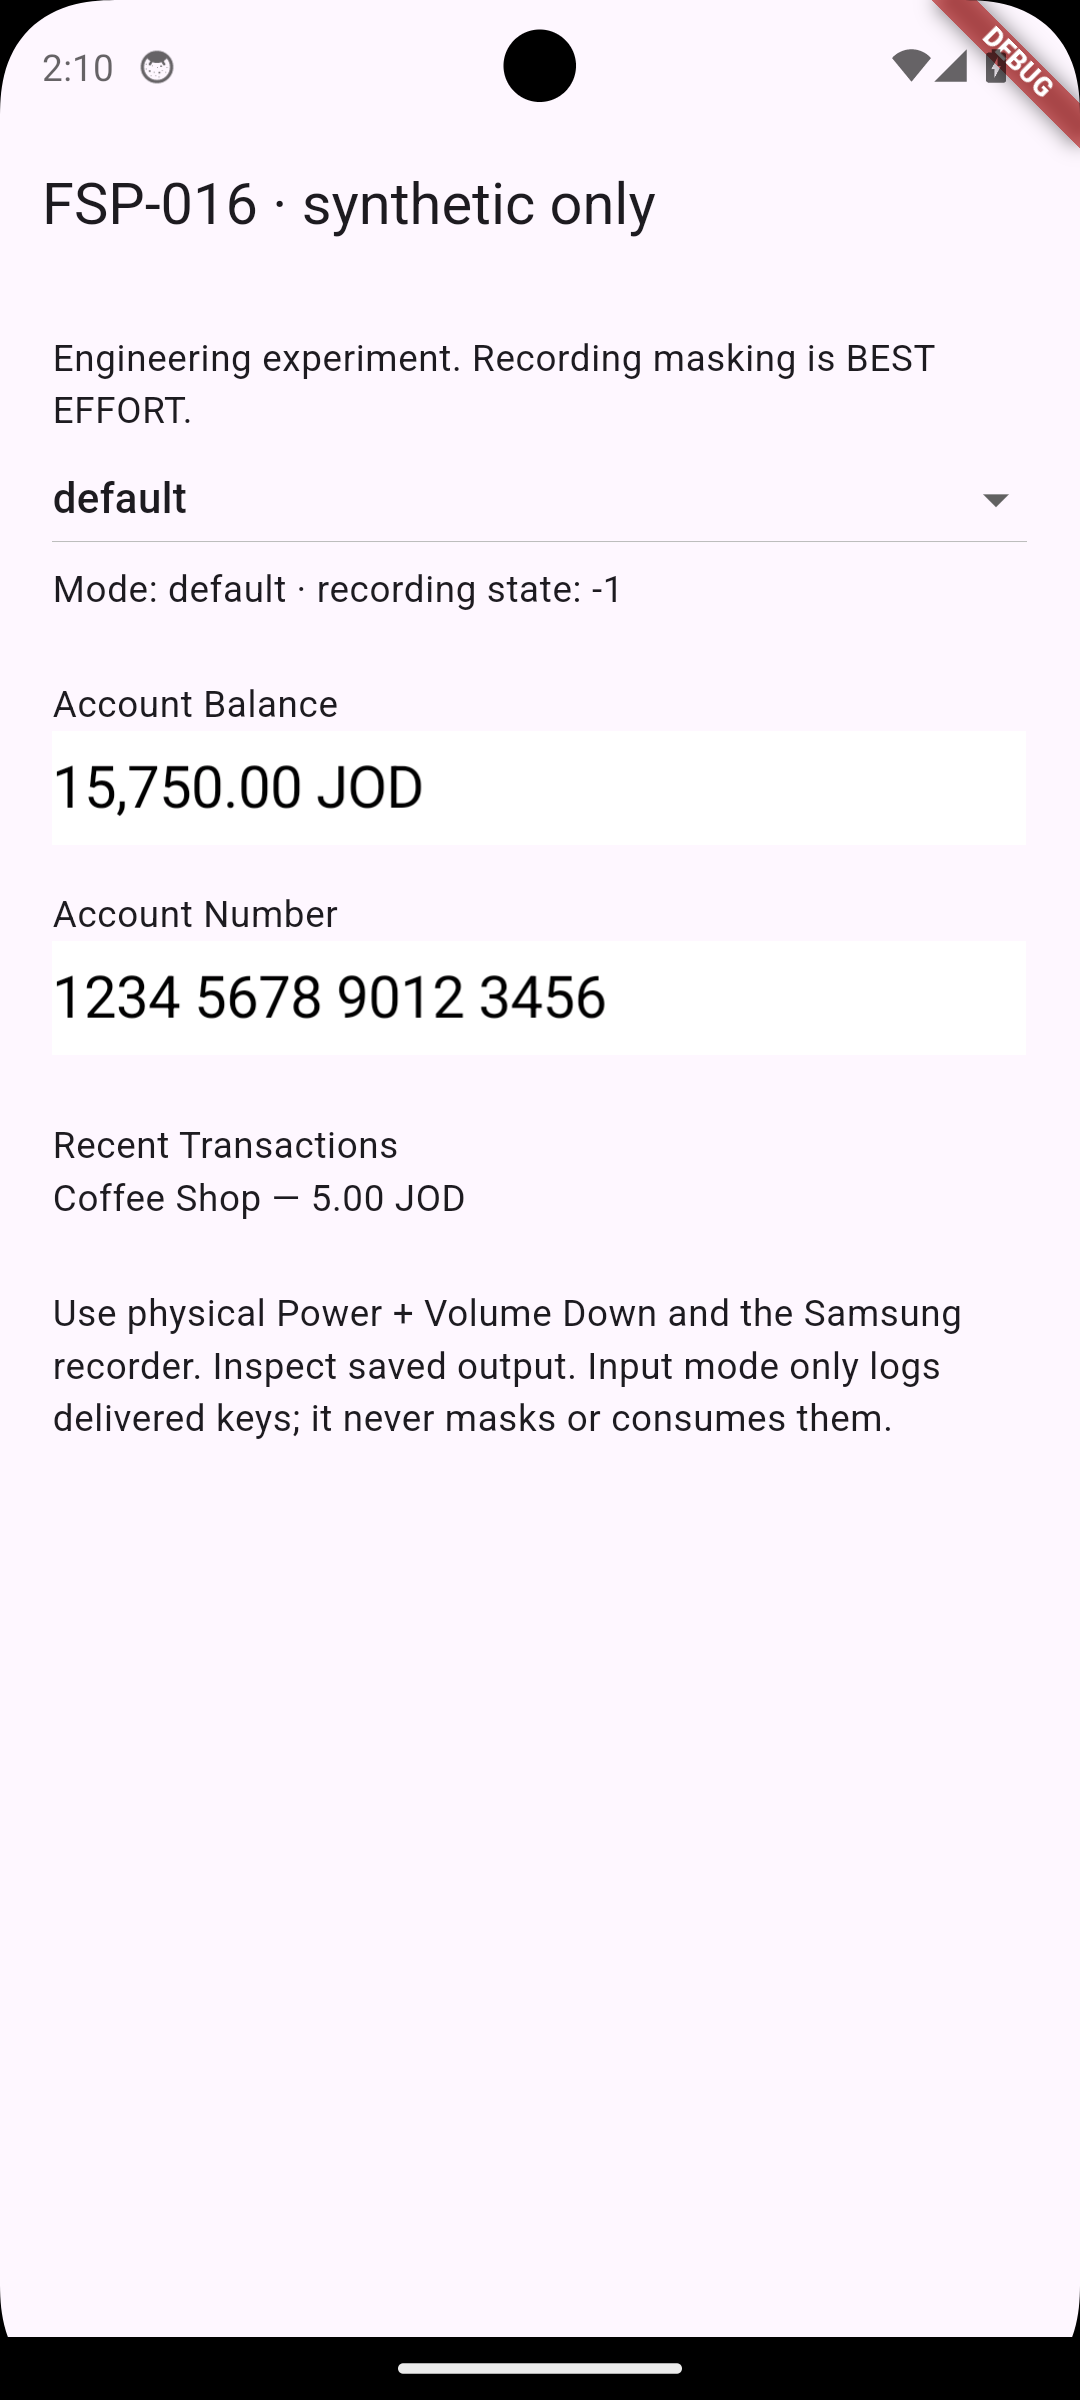 2:10
DEBUG
FSP-016 · synthetic only
Engineering experiment. Recording masking is BEST
EFFORT.
default
Mode: default · recording state: -1
Account Balance
15,750.00 JOD
Account Number
1234 5678 9012 3456
Recent Transactions
Coffee Shop — 5.00 JOD
Use physical Power + Volume Down and the Samsung
recorder. Inspect saved output. Input mode only logs
delivered keys; it never masks or consumes them.